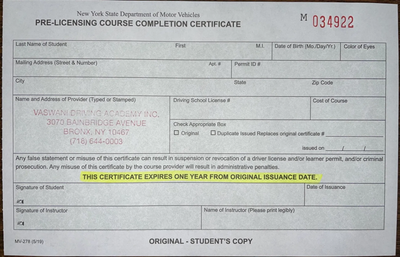 New York State Department of Motor Vehicles
PRE-LICENSING COURSE COMPLETION CERTIFICATE
M 034922
Last Name of Student First M.I. Date of Birth (Mo./Day/Yr.) Color of Eyes
Mailing Address (Street & Number) Apt. # Permit ID #
City State Zip Code
Name and Address of Provider (Typed or Stamped) Driving School License # Cost of Course
VASWANI DRIVING ACADEMY INC.
3070 BAINBRIDGE AVENUE
BRONX, NY 10467
(718) 644-0003
Check Appropriate Box
Original Duplicate Issued Replaces original certificate #
Issued on / /
Any false statement or misuse of this certificate can result in suspension or revocation of a driver license and/or learner permit, and/or criminal
prosecution. Any misuse of this certificate by the course provider will result in administrative penalties.
THIS CERTIFICATE EXPIRES ONE YEAR FROM ORIGINAL ISSUANCE DATE.
Signature of Student Date of Issuance
Signature of Instructor Name of Instructor (Please print legibly)
MV-278 (5/19) ORIGINAL - STUDENT'S COPY